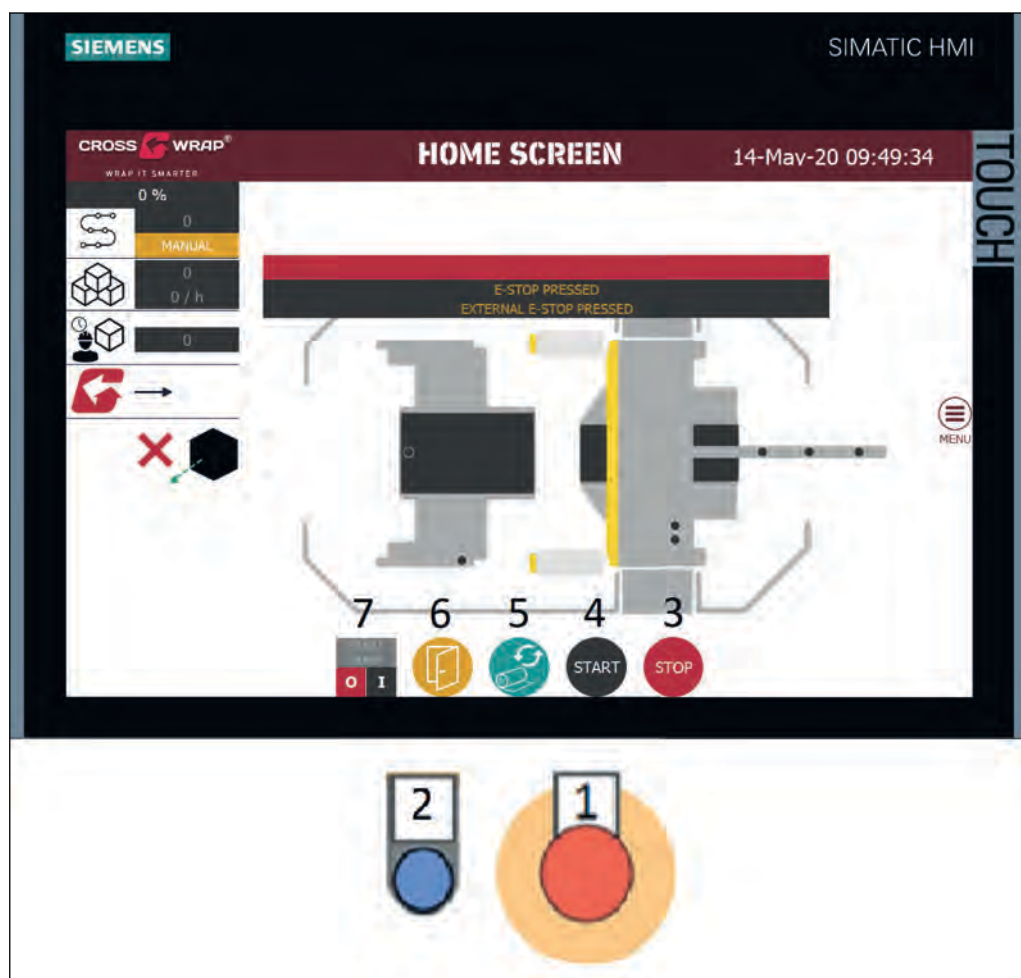 SIEMENS
SIMATIC HMI
TOUCH
CROSS WRAP®
WRAP IT SMARTER
HOME SCREEN
14-May-20 09:49:34
0 %
0
MANUAL
0
0 / h
0
E-STOP PRESSED
EXTERNAL E-STOP PRESSED
MENU
7 6 5 4 3
O I
START
STOP
2
1